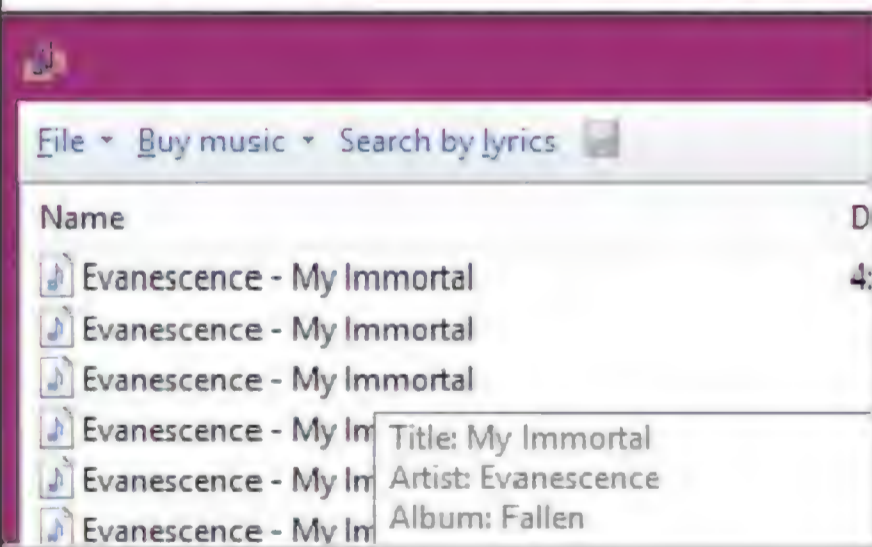 File Buy music Search by lyrics
Name D
Evanescence - My Immortal 4:
Evanescence - My Immortal
Evanescence - My Immortal
Evanescence - My Im
Title: My Immortal
Evanescence - My Im
Artist: Evanescence
Evanescence - My Im
Album: Fallen